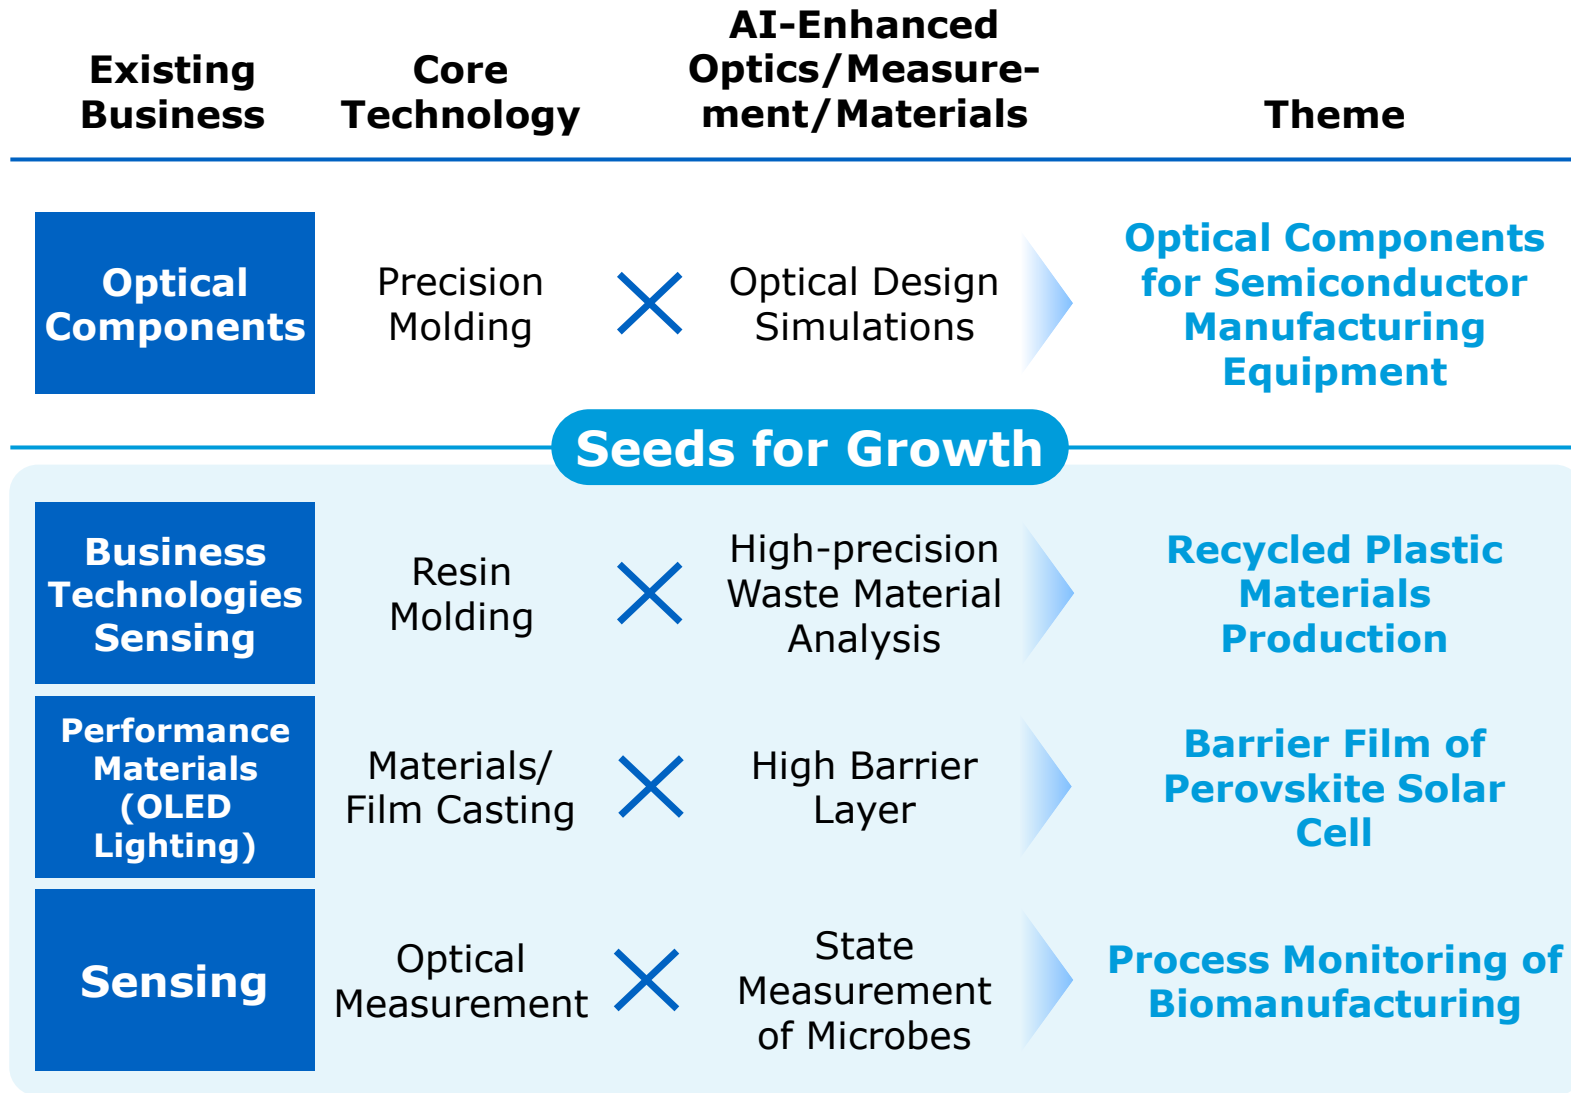 Existing
Business
Core
Technology
AI-Enhanced
Optics/Measure-
ment/Materials
Theme
Optical
Components
Precision
Molding
Optical Design
Simulations
Optical Components
for Semiconductor
Manufacturing
Equipment
Seeds for Growth
Business
Technologies
Sensing
Resin
Molding
High-precision
Waste Material
Analysis
Recycled Plastic
Materials
Production
Performance
Materials
(OLED
Lighting)
Materials/
Film Casting
High Barrier
Layer
Barrier Film of
Perovskite Solar
Cell
Sensing
Optical
Measurement
State
Measurement
of Microbes
Process Monitoring of
Biomanufacturing